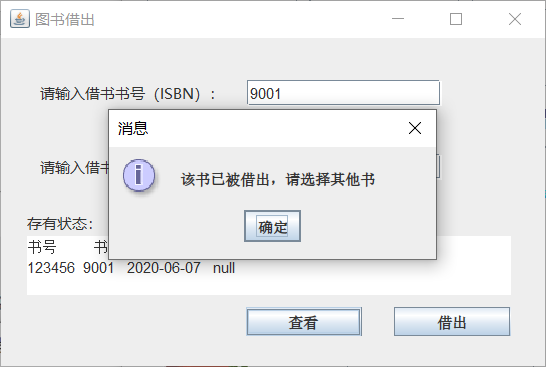 图书借出
请输入借书书号（ISBN）：
9001
消息
该书已被借出，请选择其他书
确定
请输入借书
存有状态：
书号 书
123456 9001 2020-06-07 null
查看
借出